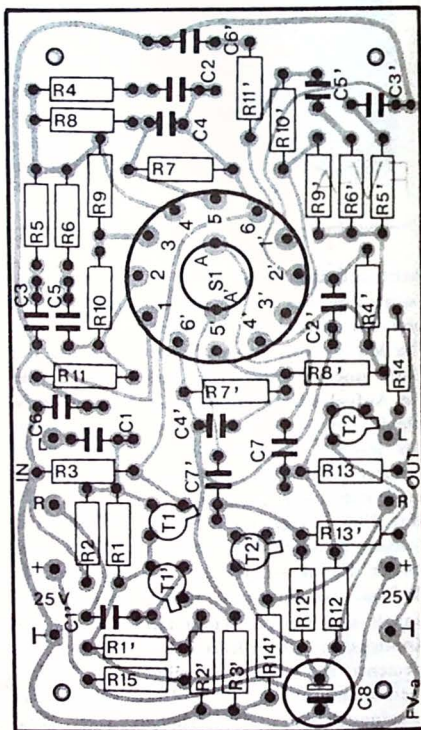 C6'
R4
C2
R11'
C5'
C3'
R8
C4
R10'
R7
R9
R9'
R6'
R5'
R5
R6
5
4
6
3
A
1'
2
S1
2'
C3
C5
R10
1
A'
3'
6'
5'
4'
C2'
R4'
R11
R7'
R8'
R14
C6
C1
C4'
T2
L
L
IN
R3
C7'
C7
R13
OUT
R
R2
R1
T1
R
R13'
T2'
+
25V
T1'
+
25V
C1'
R12'
R12
R1'
R2'
R3'
R14'
R15
C8
FV-a